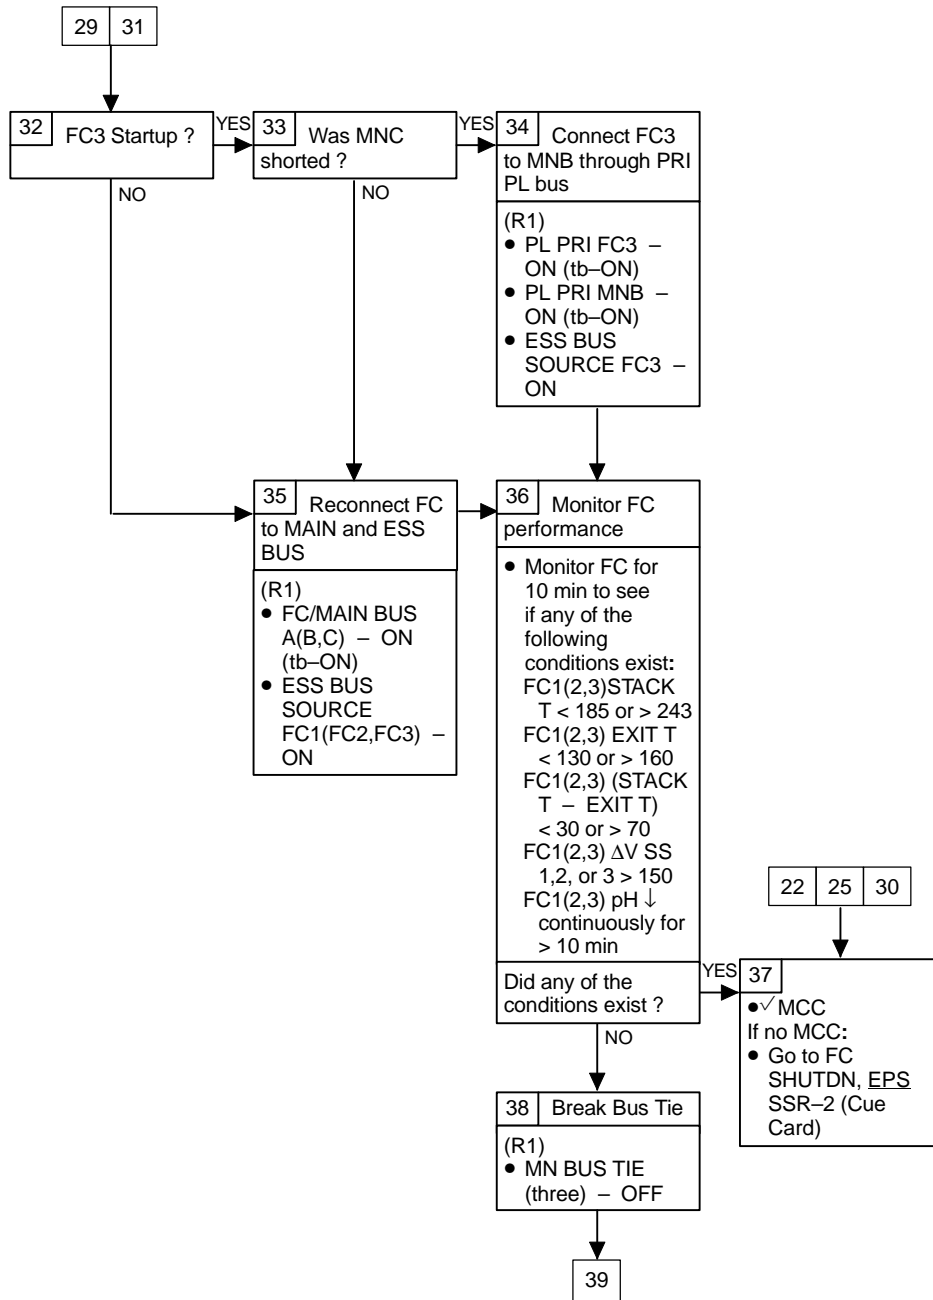 29 31
32 FC3 Startup ?
YES
NO
33 Was MNC
shorted ?
YES
NO
34 Connect FC3
to MNB through PRI
PL bus
(R1)
● PL PRI FC3 –
ON (tb–ON)
● PL PRI MNB –
ON (tb–ON)
● ESS BUS
SOURCE FC3 –
ON
35 Reconnect FC
to MAIN and ESS
BUS
(R1)
● FC/MAIN BUS
A(B,C) – ON
(tb–ON)
● ESS BUS
SOURCE
FC1(FC2,FC3) –
ON
36 Monitor FC
performance
● Monitor FC for
10 min to see
if any of the
following
conditions exist:
FC1(2,3)STACK
T < 185 or > 243
FC1(2,3) EXIT T
< 130 or > 160
FC1(2,3) (STACK
T – EXIT T)
< 30 or > 70
FC1(2,3) ΔV SS
1,2, or 3 > 150
FC1(2,3) pH ↓
continuously for
> 10 min
Did any of the
conditions exist ?
YES
NO
22 25 30
37
●√ MCC
If no MCC:
● Go to FC
SHUTDN, EPS
SSR–2 (Cue
Card)
38 Break Bus Tie
(R1)
● MN BUS TIE
(three) – OFF
39